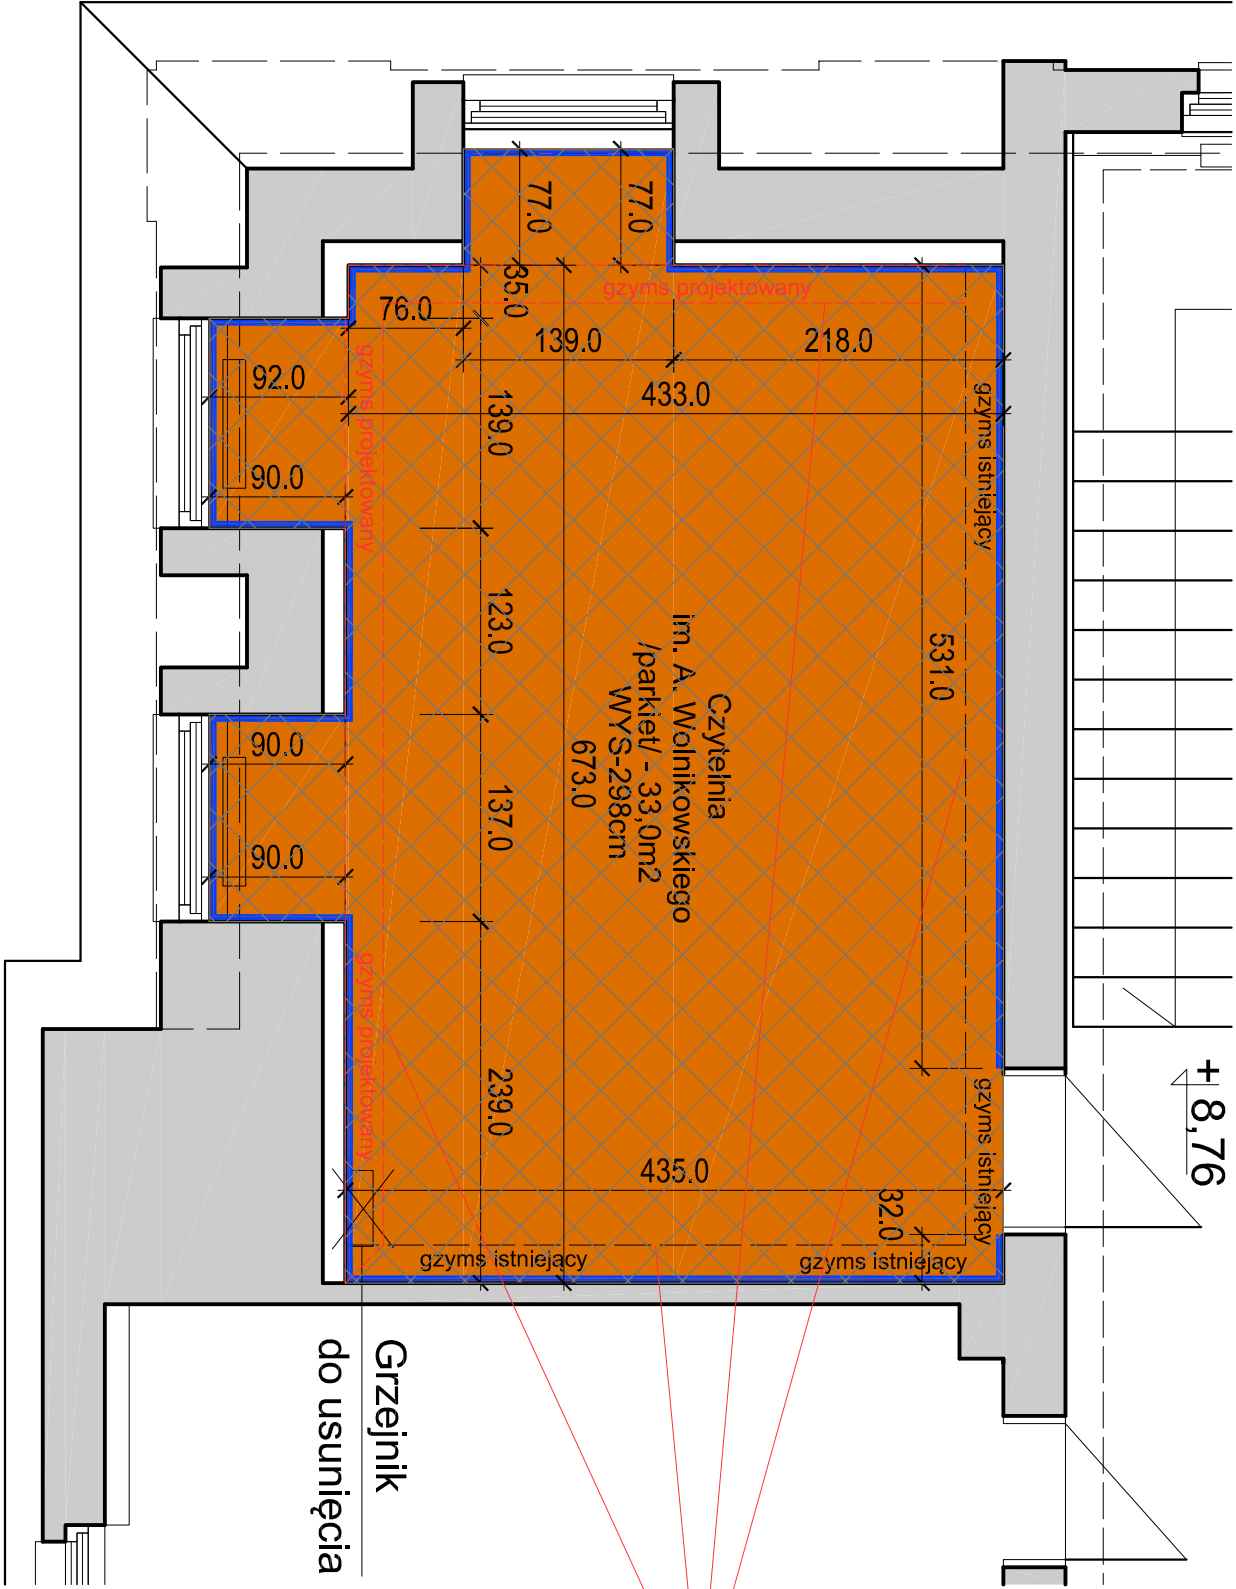 77.0
77.0
35.0
gzyms projektowany
76.0
139.0
218.0
92.0
433.0
gzyms istniejący
gzyms projektowany
139.0
90.0
123.0
531.0
Czytelnia
im. A. Wolnikowskiego
/parkiet/ - 33,0m2
WYS-298cm
673.0
90.0
137.0
90.0
gzyms projektowany
239.0
435.0
32.0
gzyms istniejący
gzyms istniejący
gzyms istniejący
+8,76
Grzejnik
do usunięcia